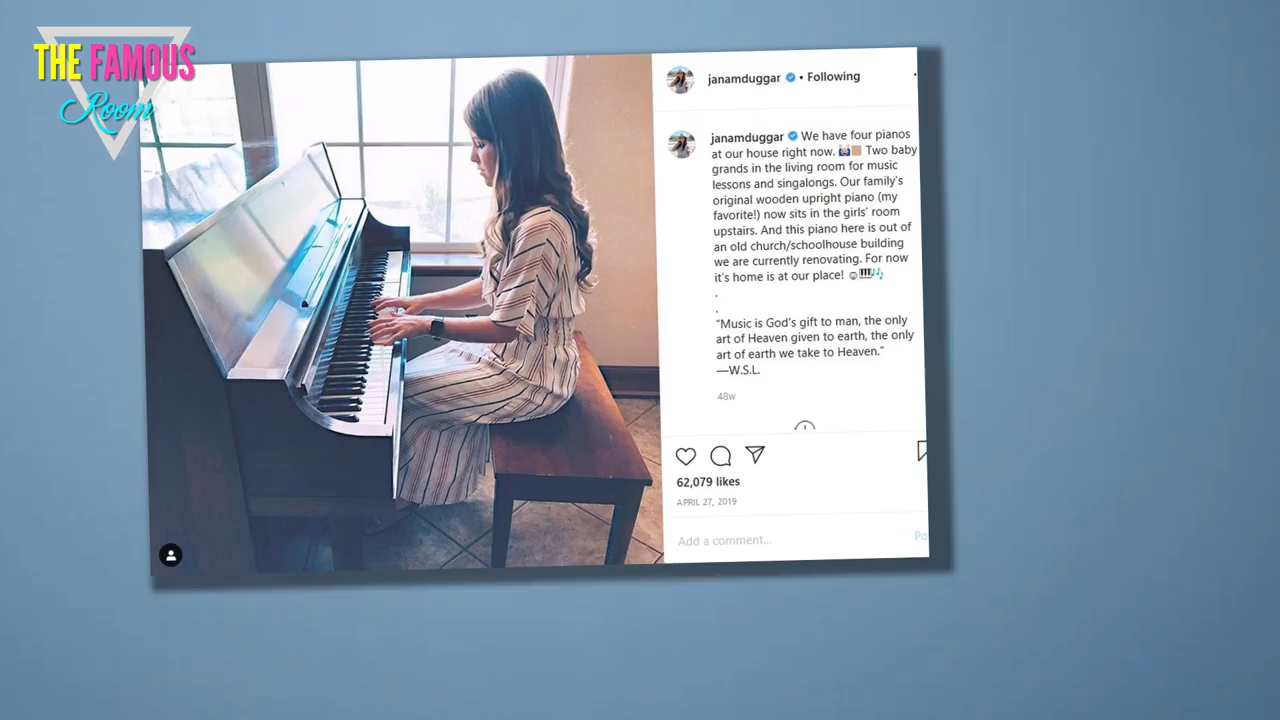 THE FAMOUS
Room
janamduggar • Following
janamduggar We have four pianos
at our house right now. 🙌🏼 Two baby
grands in the living room for music
lessons and singalongs. Our family's
original wooden upright piano (my
favorite!) now sits in the girls' room
upstairs. And this piano here is out of
an old church/schoolhouse building
we are currently renovating. For now
it's home is at our place! ☺🎹🎶
.
.
"Music is God's gift to man, the only
art of Heaven given to earth, the only
art of earth we take to Heaven."
—W.S.L.
48w
62,079 likes
APRIL 27, 2019
Add a comment...